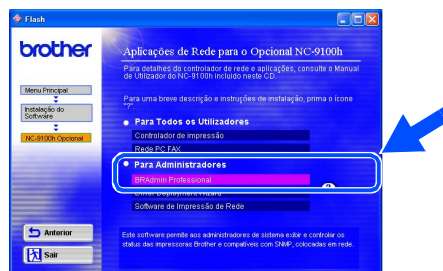 Flash
brother
Aplicações de Rede para o Opcional NC-9100h
Para detalhes do controlador de rede e aplicações, consulte o Manual
de Utilizador do NC-9100h incluído neste CD.
Para uma breve descrição e instruções de instalação, prima o ícone
"?".
Menu Principal
Instalação do
Software
NC-9100h Opcional
Para Todos os Utilizadores
Controlador de impressão
Rede PC FAX
Para Administradores
BRAdmin Professional
?
Driver Deployment Wizard
Software de Impressão de Rede
Anterior
Sair
Este software permite aos administradores de sistema exibir e controlar os
status das impressoras Brother e compatíveis com SNMP, colocadas em rede.